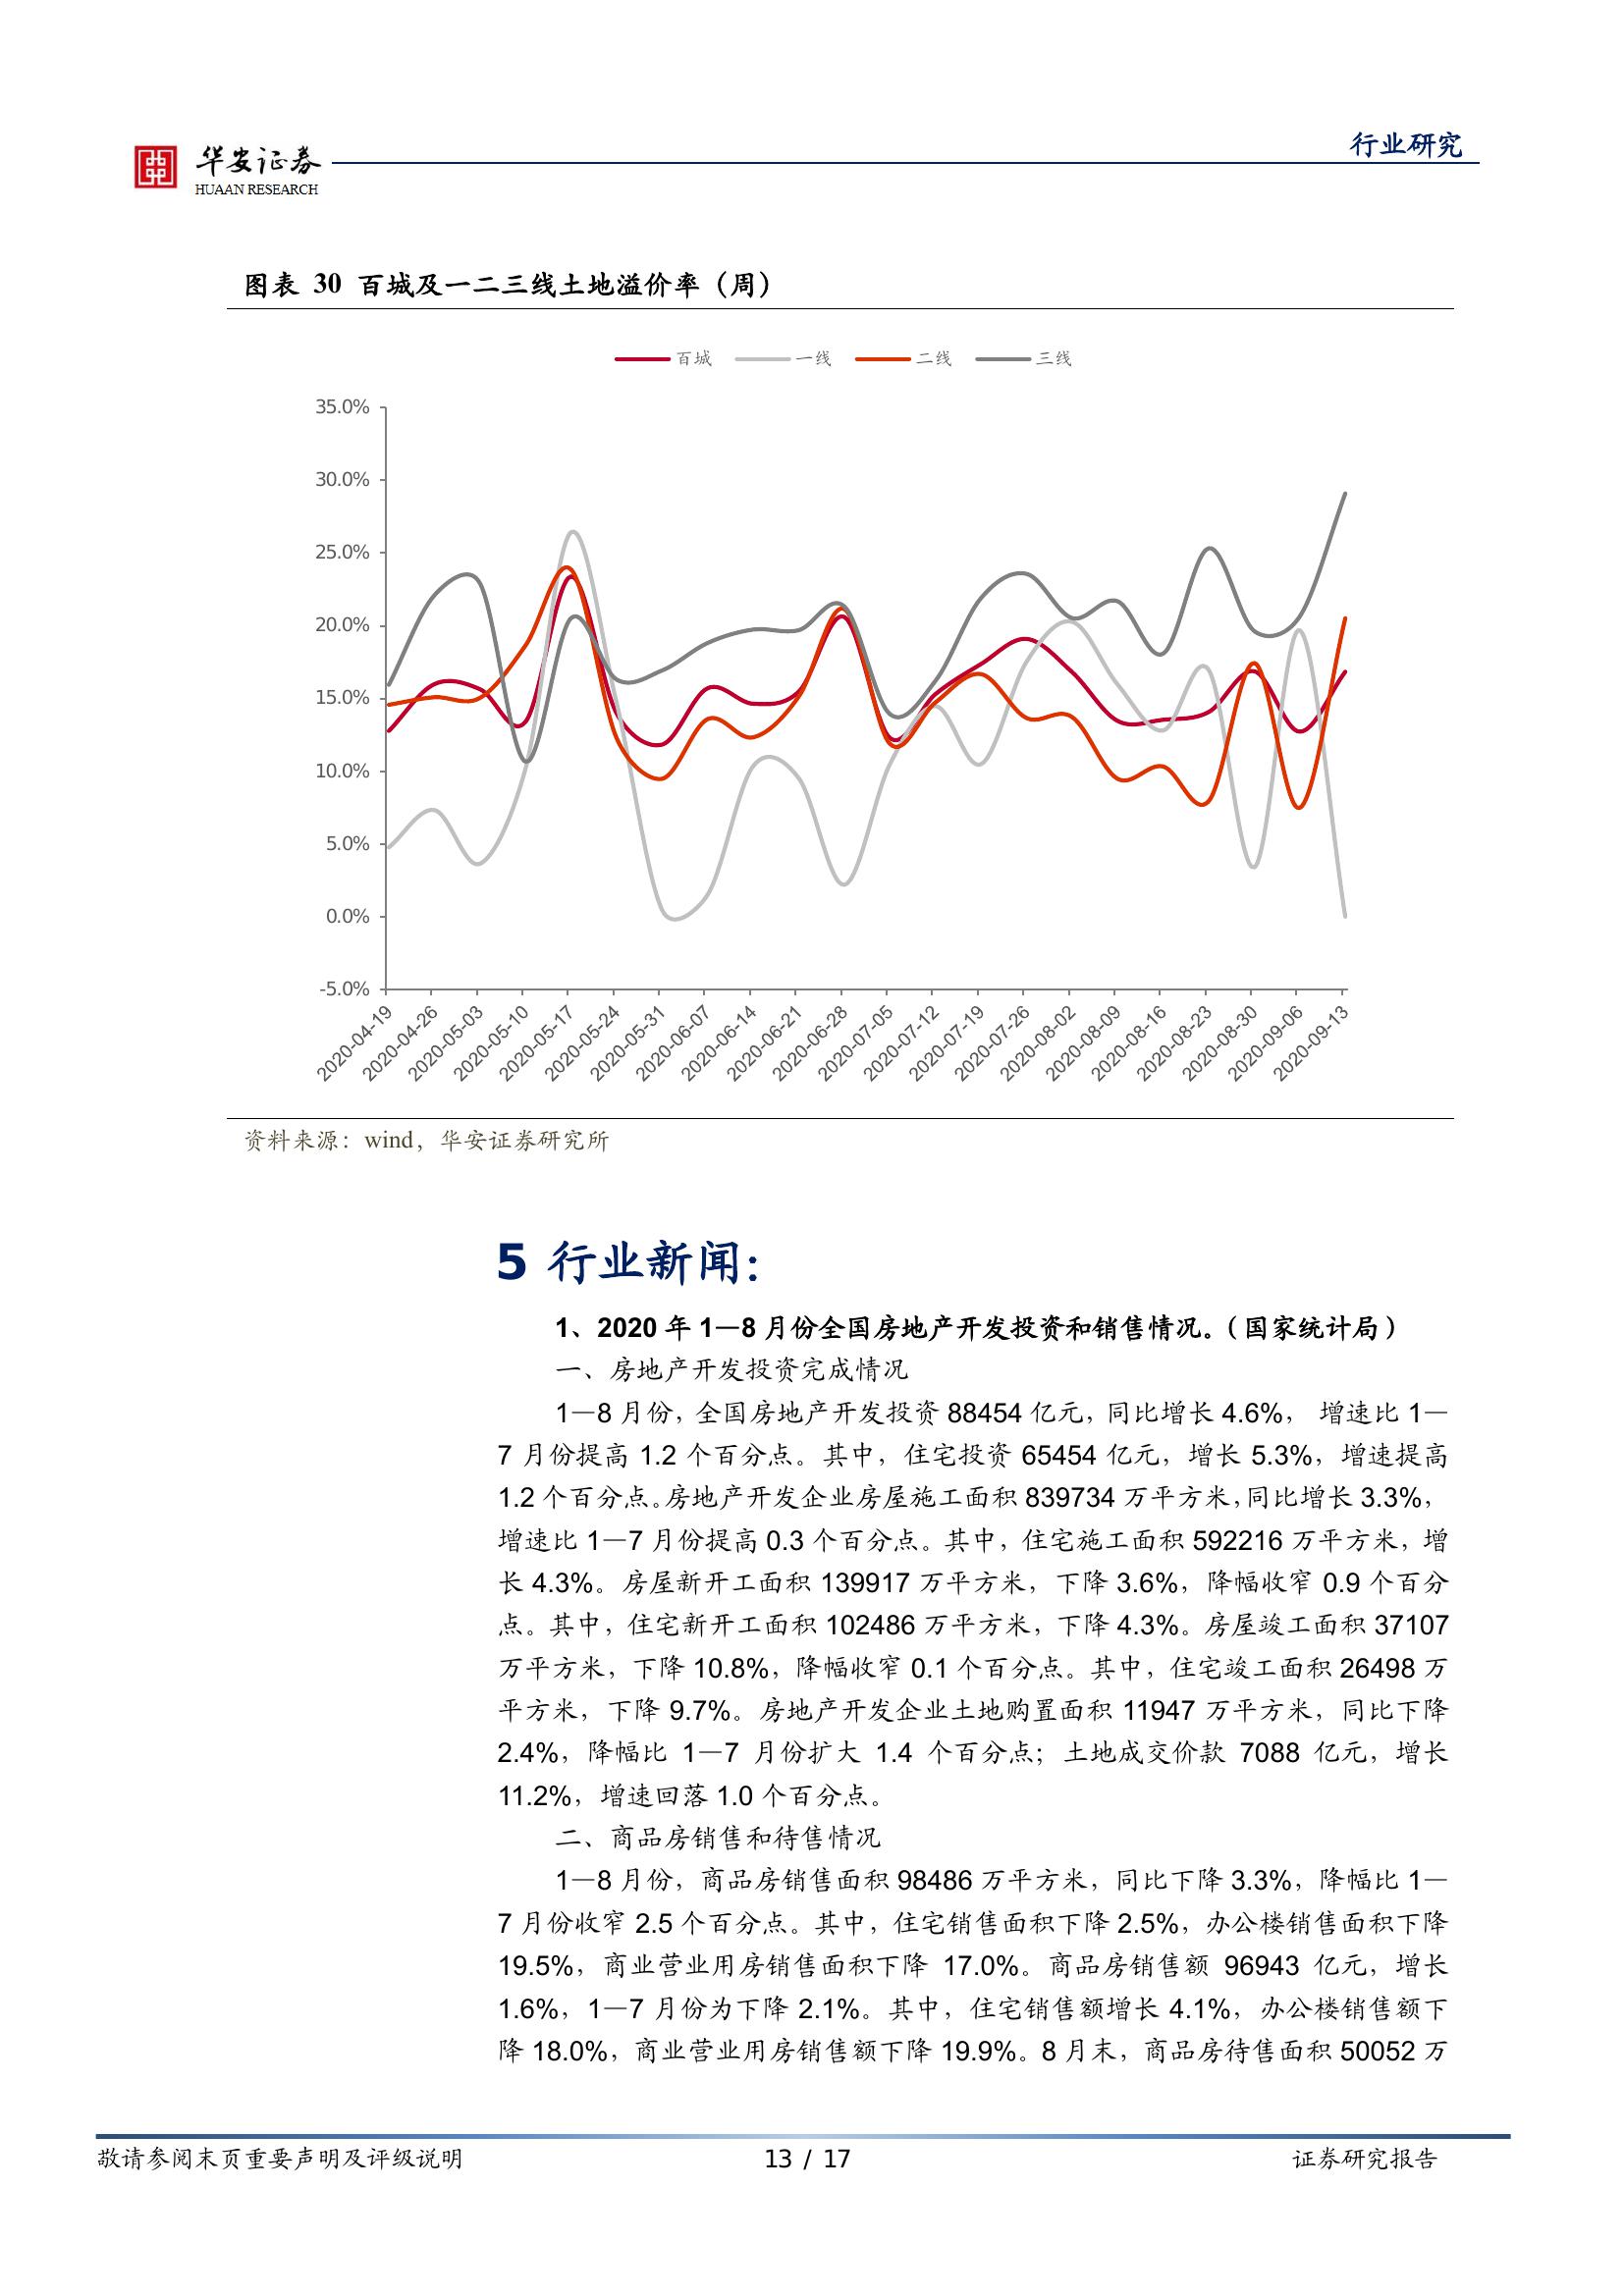 华安证券
HUAAN RESEARCH
行业研究
图表 30 百城及一二三线土地溢价率（周）
百城 一线 二线 三线
35.0%
30.0%
25.0%
20.0%
15.0%
10.0%
5.0%
0.0%
-5.0%
2020-04-19 2020-04-26 2020-05-03 2020-05-10 2020-05-17 2020-05-24 2020-05-31 2020-06-07 2020-06-14 2020-06-21 2020-06-28 2020-07-05 2020-07-12 2020-07-19 2020-07-26 2020-08-02 2020-08-09 2020-08-16 2020-08-23 2020-08-30 2020-09-06 2020-09-13
资料来源：wind，华安证券研究所
5 行业新闻：
1、2020 年 1—8 月份全国房地产开发投资和销售情况。（国家统计局）
一、房地产开发投资完成情况
1—8 月份，全国房地产开发投资 88454 亿元，同比增长 4.6%， 增速比 1—
7 月份提高 1.2 个百分点。其中，住宅投资 65454 亿元，增长 5.3%，增速提高
1.2 个百分点。房地产开发企业房屋施工面积 839734 万平方米，同比增长 3.3%，
增速比 1—7 月份提高 0.3 个百分点。其中，住宅施工面积 592216 万平方米，增
长 4.3%。房屋新开工面积 139917 万平方米，下降 3.6%，降幅收窄 0.9 个百分
点。其中，住宅新开工面积 102486 万平方米，下降 4.3%。房屋竣工面积 37107
万平方米，下降 10.8%，降幅收窄 0.1 个百分点。其中，住宅竣工面积 26498 万
平方米，下降 9.7%。房地产开发企业土地购置面积 11947 万平方米，同比下降
2.4%，降幅比 1—7 月份扩大 1.4 个百分点；土地成交价款 7088 亿元，增长
11.2%，增速回落 1.0 个百分点。
二、商品房销售和待售情况
1—8 月份，商品房销售面积 98486 万平方米，同比下降 3.3%，降幅比 1—
7 月份收窄 2.5 个百分点。其中，住宅销售面积下降 2.5%，办公楼销售面积下降
19.5%，商业营业用房销售面积下降 17.0%。商品房销售额 96943 亿元，增长
1.6%，1—7 月份为下降 2.1%。其中，住宅销售额增长 4.1%，办公楼销售额下
降 18.0%，商业营业用房销售额下降 19.9%。8 月末，商品房待售面积 50052 万
敬请参阅末页重要声明及评级说明
13 / 17
证券研究报告